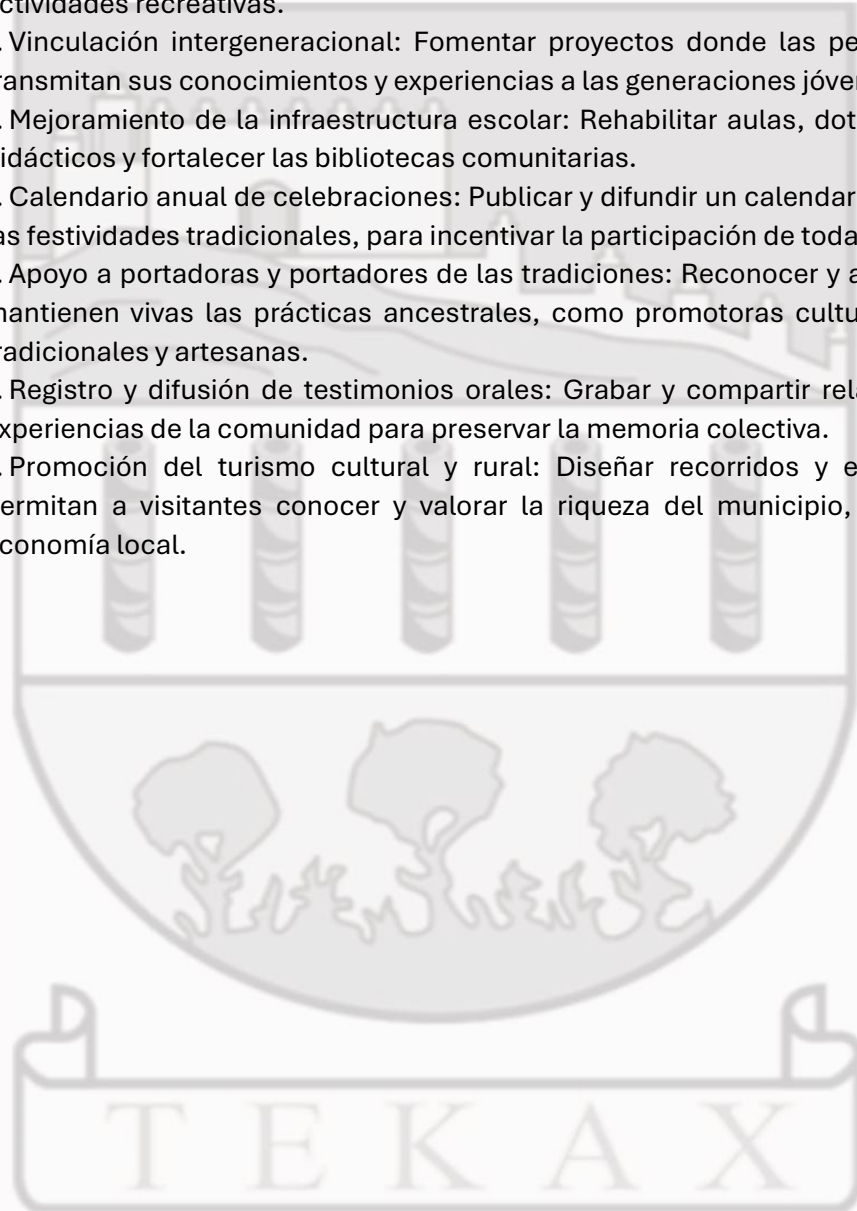 ctividades recreativas.
. Vinculación intergeneracional: Fomentar proyectos donde las pe
ransmitan sus conocimientos y experiencias a las generaciones jóve
. Mejoramiento de la infraestructura escolar: Rehabilitar aulas, dot
idácticos y fortalecer las bibliotecas comunitarias.
. Calendario anual de celebraciones: Publicar y difundir un calendar
as festividades tradicionales, para incentivar la participación de toda
. Apoyo a portadoras y portadores de las tradiciones: Reconocer y a
mantienen vivas las prácticas ancestrales, como promotoras cultu
radicionales y artesanas.
. Registro y difusión de testimonios orales: Grabar y compartir rela
xperiencias de la comunidad para preservar la memoria colectiva.
. Promoción del turismo cultural y rural: Diseñar recorridos y e
ermitan a visitantes conocer y valorar la riqueza del municipio,
conomía local.
TEKAX